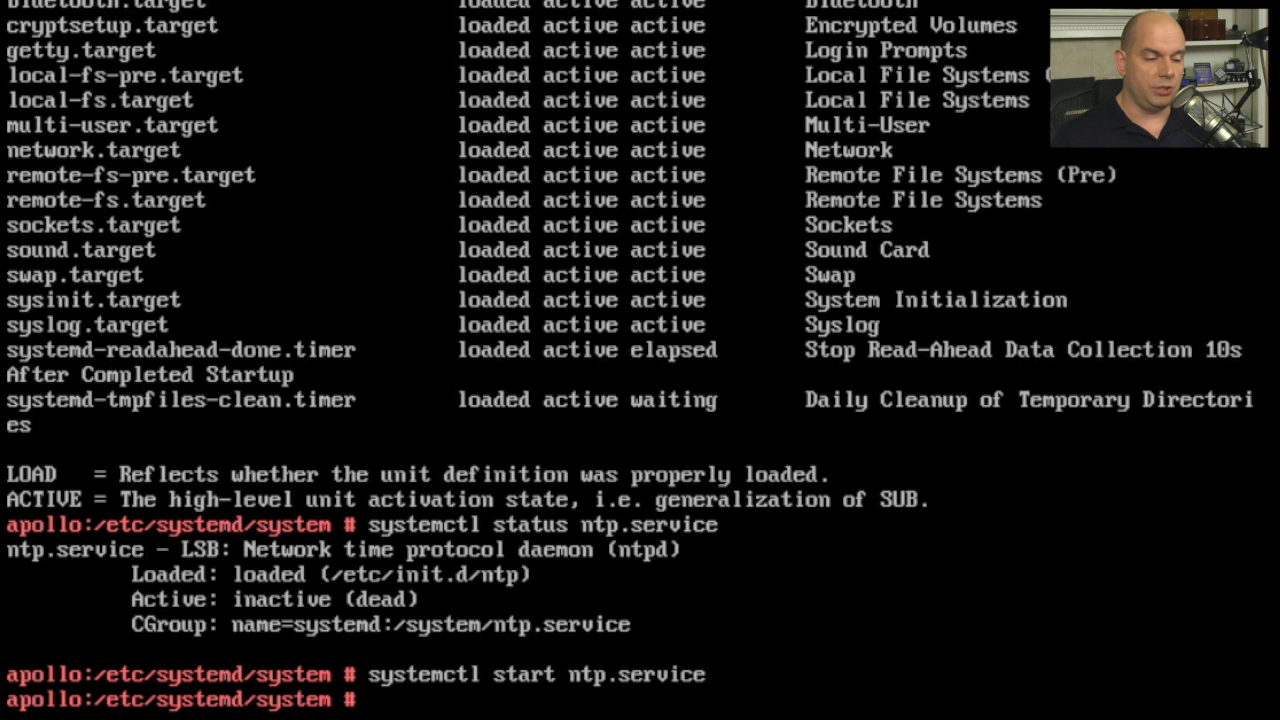 bluetooth.target loaded active active Bluetooth
cryptsetup.target loaded active active Encrypted Volumes
getty.target loaded active active Login Prompts
local-fs-pre.target loaded active active Local File Systems (
local-fs.target loaded active active Local File Systems
multi-user.target loaded active active Multi-User
network.target loaded active active Network
remote-fs-pre.target loaded active active Remote File Systems (Pre)
remote-fs.target loaded active active Remote File Systems
sockets.target loaded active active Sockets
sound.target loaded active active Sound Card
swap.target loaded active active Swap
sysinit.target loaded active active System Initialization
syslog.target loaded active active Syslog
systemd-readahead-done.timer loaded active elapsed Stop Read-Ahead Data Collection 10s
After Completed Startup
systemd-tmpfiles-clean.timer loaded active waiting Daily Cleanup of Temporary Directori
es
LOAD = Reflects whether the unit definition was properly loaded.
ACTIVE = The high-level unit activation state, i.e. generalization of SUB.
apollo:/etc/systemd/system # systemctl status ntp.service
ntp.service - LSB: Network time protocol daemon (ntpd)
Loaded: loaded (/etc/init.d/ntp)
Active: inactive (dead)
CGroup: name=systemd:/system/ntp.service
apollo:/etc/systemd/system # systemctl start ntp.service
apollo:/etc/systemd/system #